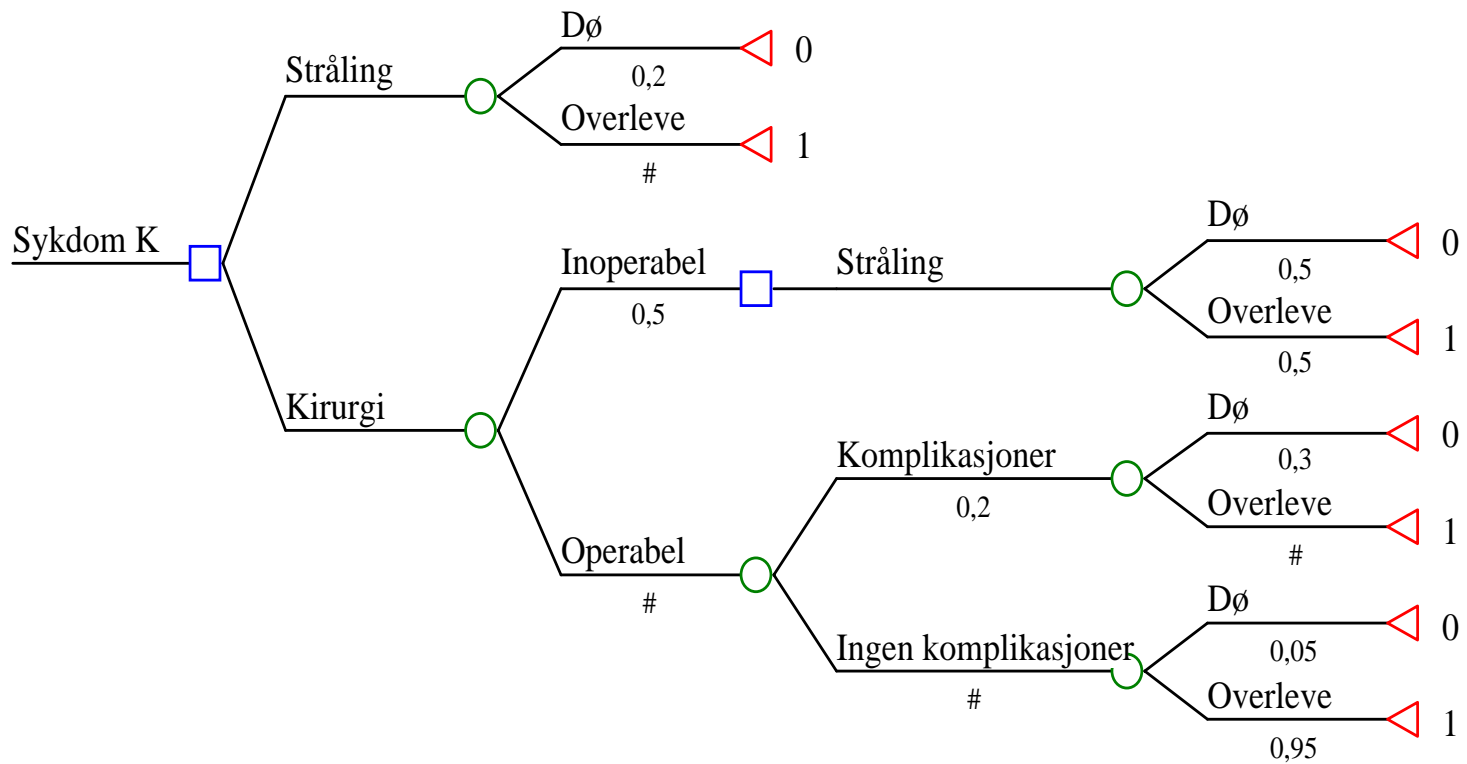 Dø
0
0,2
Stråling
Overleve
1
#
Sykdom K
Dø
0
0,5
Inoperabel
Stråling
0,5
Overleve
1
0,5
Kirurgi
Dø
0
0,3
Komplikasjoner
0,2
Overleve
1
#
Operabel
#
Dø
0
0,05
Ingen komplikasjoner
#
Overleve
1
0,95